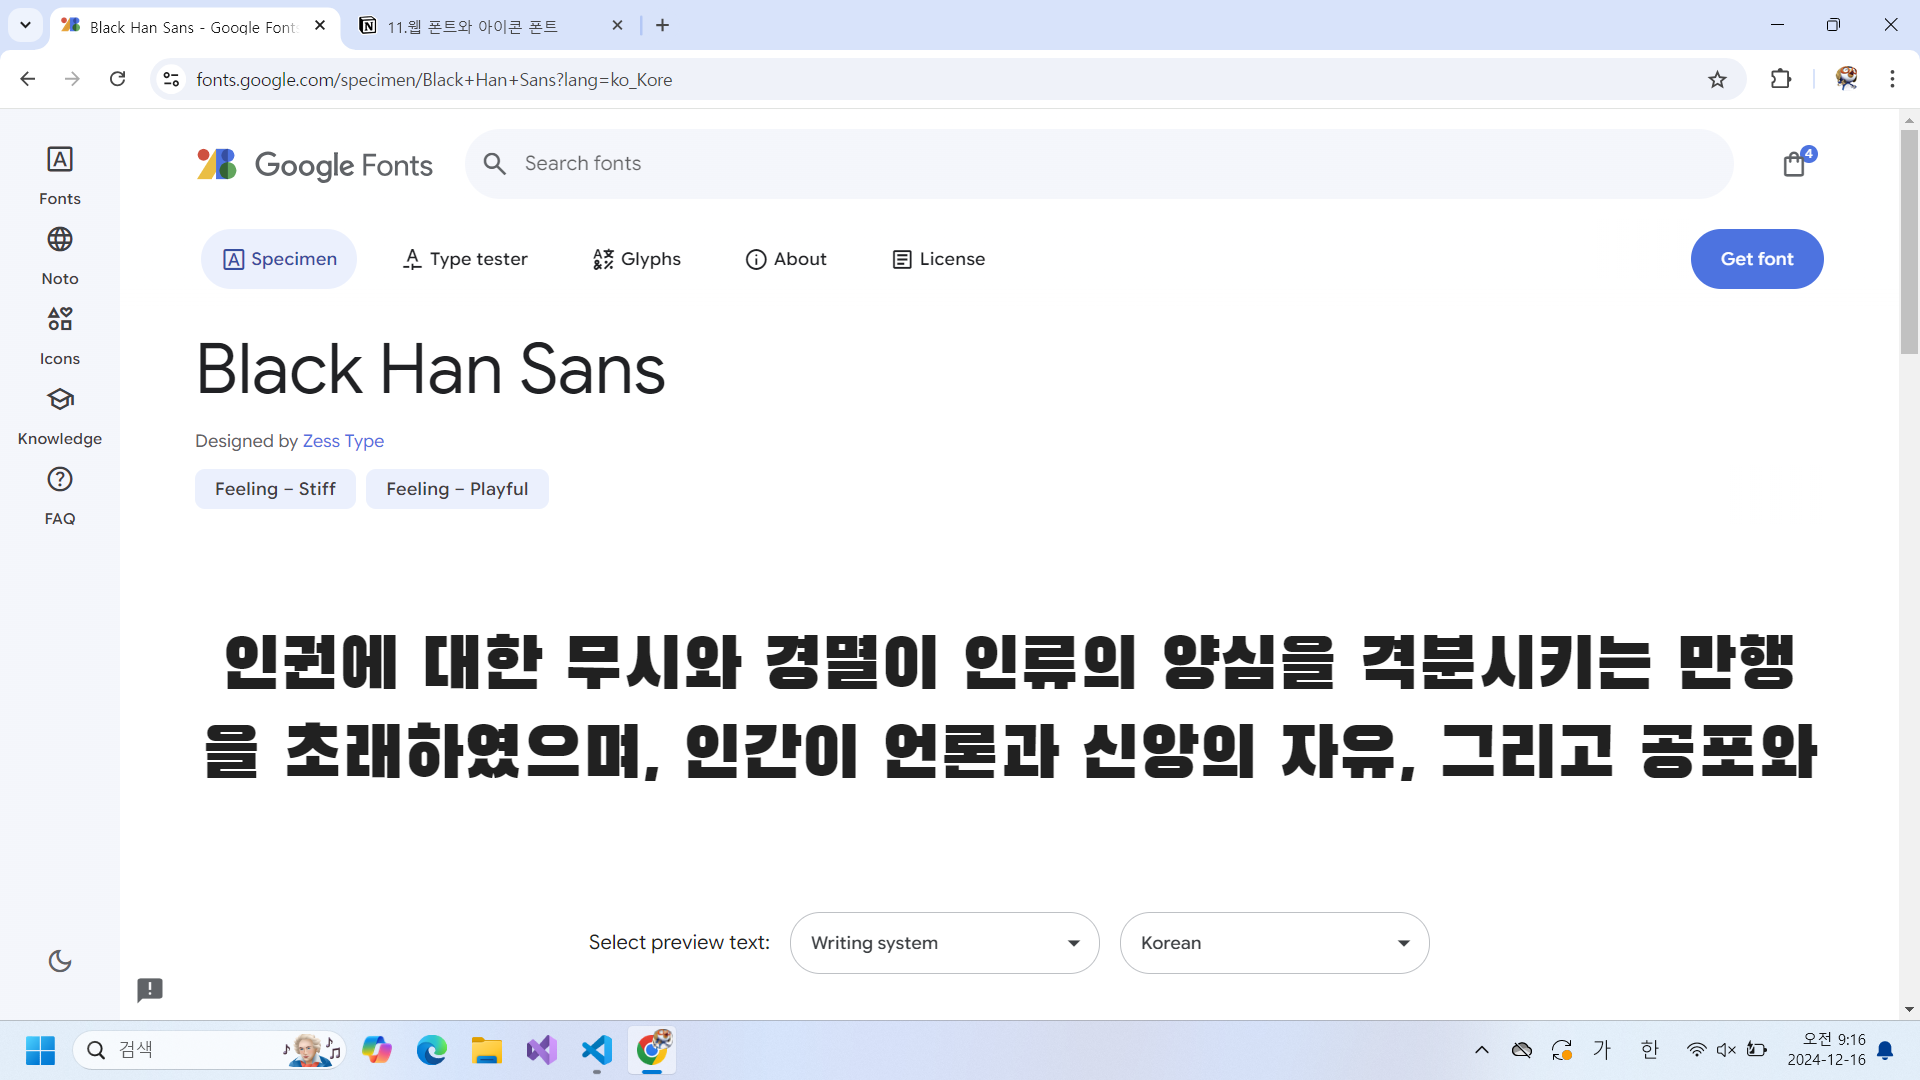 Black Han Sans - Google Fonts
11.웹 폰트와 아이콘 폰트
fonts.google.com/specimen/Black+Han+Sans?lang=ko_Kore
Google Fonts
Search fonts
4
Fonts
Noto
Icons
Knowledge
FAQ
Specimen
Type tester
Glyphs
About
License
Get font
Black Han Sans
Designed by Zess Type
Feeling – Stiff
Feeling – Playful
인권에 대한 무시와 경멸이 인류의 양심을 격분시키는 만행
을 초래하였으며, 인간이 언론과 신앙의 자유, 그리고 공포와
Select preview text:
Writing system
Korean
검색
가
한
오전 9:16
2024-12-16